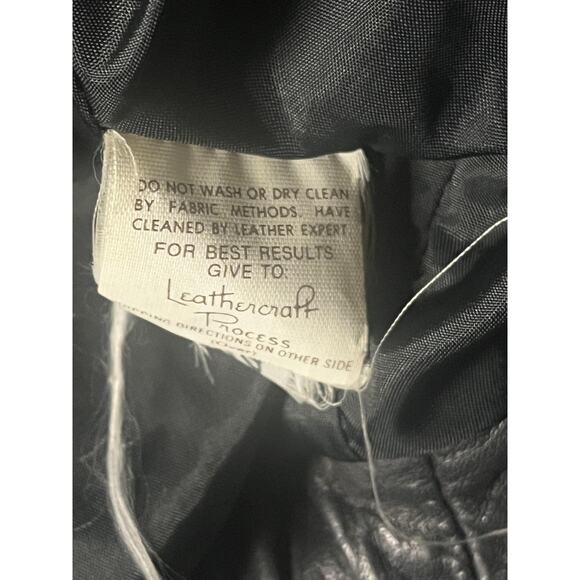 DO NOT WASH OR DRY CLEAN
BY FABRIC METHODS. HAVE
CLEANED BY LEATHER EXPERT
FOR BEST RESULTS
GIVE TO:
Leathercraft
Process
DIRECTIONS ON OTHER SIDE
(Over)